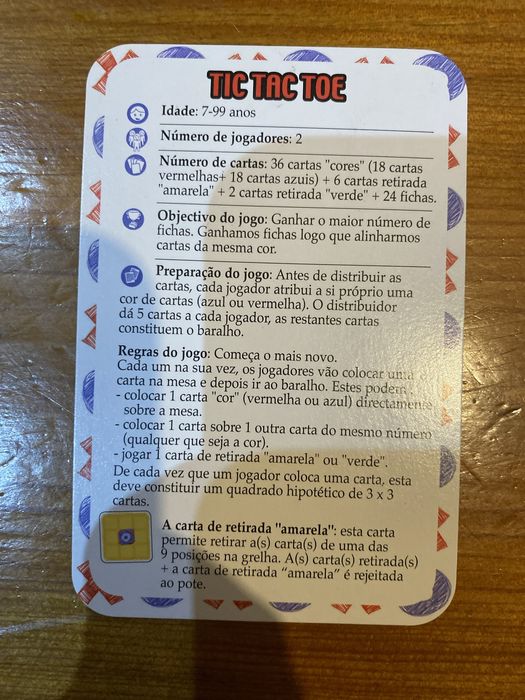 TIC TAC TOE
Idade: 7-99 anos
Número de jogadores: 2
Número de cartas: 36 cartas "cores" (18 cartas
vermelhas+ 18 cartas azuis) + 6 cartas retirada
"amarela" + 2 cartas retirada "verde" + 24 fichas.
Objectivo do jogo: Ganhar o maior número de
fichas. Ganhamos fichas logo que alinharmos
cartas da mesma cor.
Preparação do jogo: Antes de distribuir as
cartas, cada jogador atribui a si próprio uma
cor de cartas (azul ou vermelha). O distribuidor
dá 5 cartas a cada jogador, as restantes cartas
constituem o baralho.
Regras do jogo: Começa o mais novo.
Cada um na sua vez, os jogadores vão colocar uma
carta na mesa e depois ir ao baralho. Estes podem:
- colocar 1 carta "cor" (vermelha ou azul) directamente
sobre a mesa.
- colocar 1 carta sobre 1 outra carta do mesmo número
(qualquer que seja a cor).
- jogar 1 carta de retirada "amarela" ou "verde".
De cada vez que um jogador coloca uma carta, esta
deve constituir um quadrado hipotético de 3 x 3
cartas.
A carta de retirada "amarela": esta carta
permite retirar a(s) carta(s) de uma das
9 posições na grelha. A(s) carta(s) retirada(s)
+ a carta de retirada “amarela” é rejeitada
ao pote.